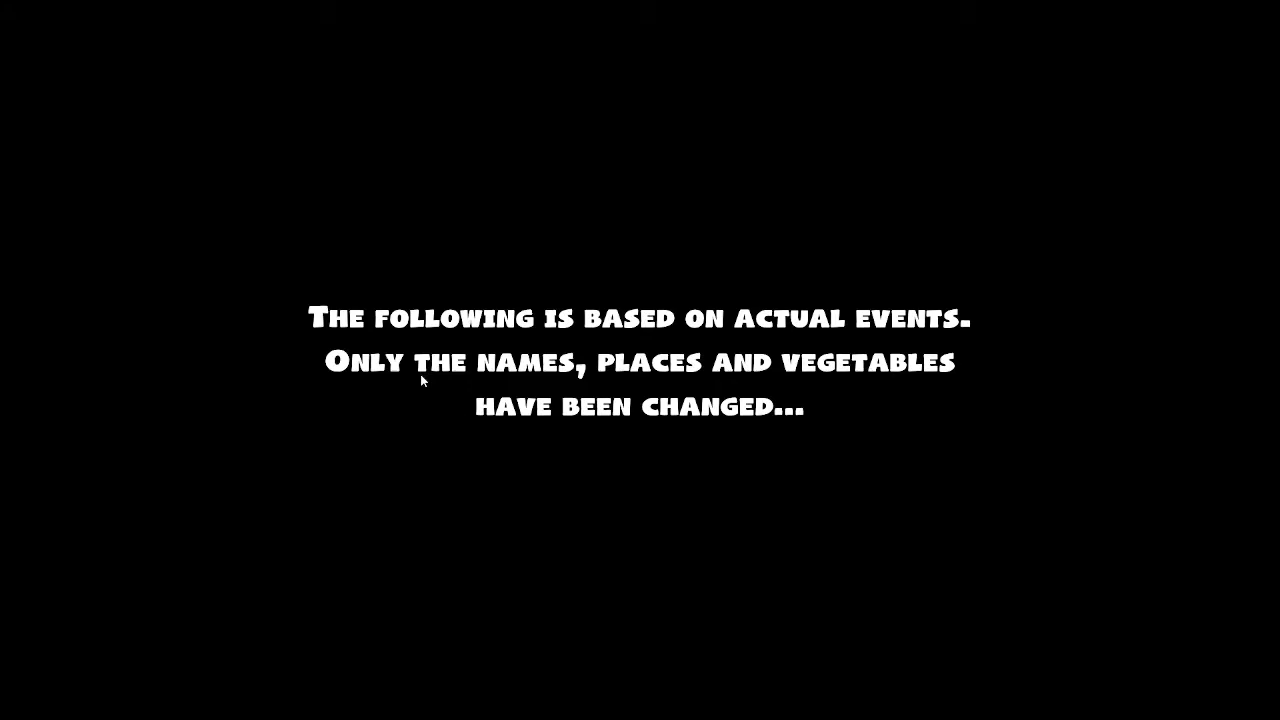 The following is based on actual events.
Only the names, places and vegetables
have been changed...